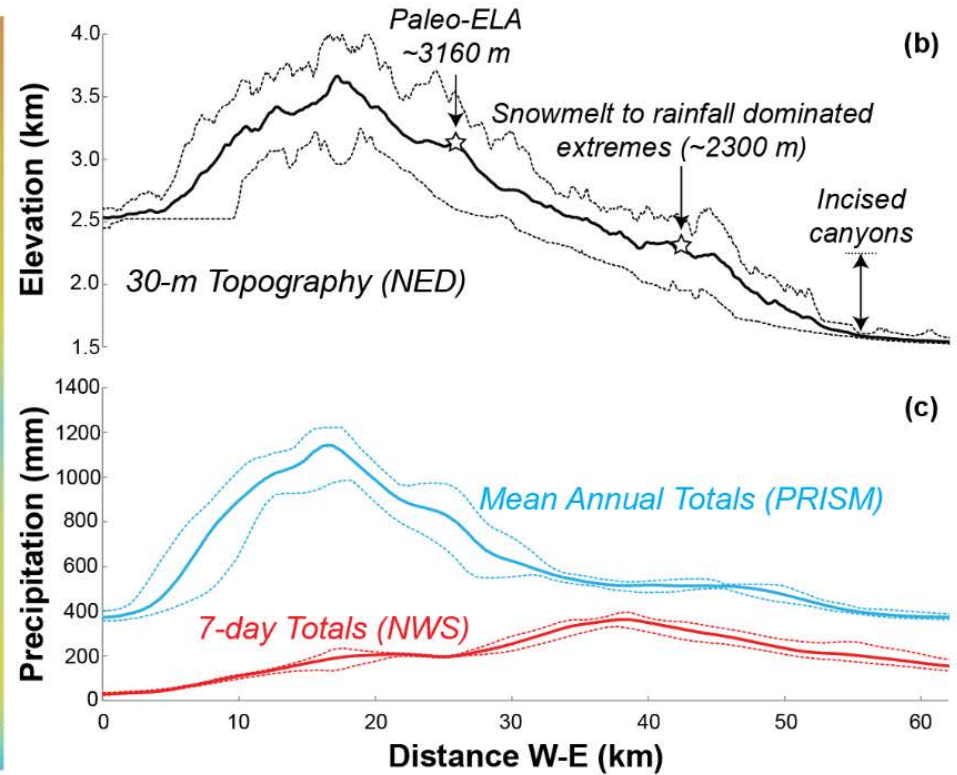 (b)
Paleo-ELA
~3160 m
Snowmelt to rainfall dominated
extremes (~2300 m)
Incised
canyons
30-m Topography (NED)
Elevation (km)
4.0
3.5
3.0
2.5
2.0
1.5
(c)
Mean Annual Totals (PRISM)
7-day Totals (NWS)
Precipitation (mm)
1400
1200
1000
800
600
400
200
0
0 10 20 30 40 50 60
Distance W-E (km)